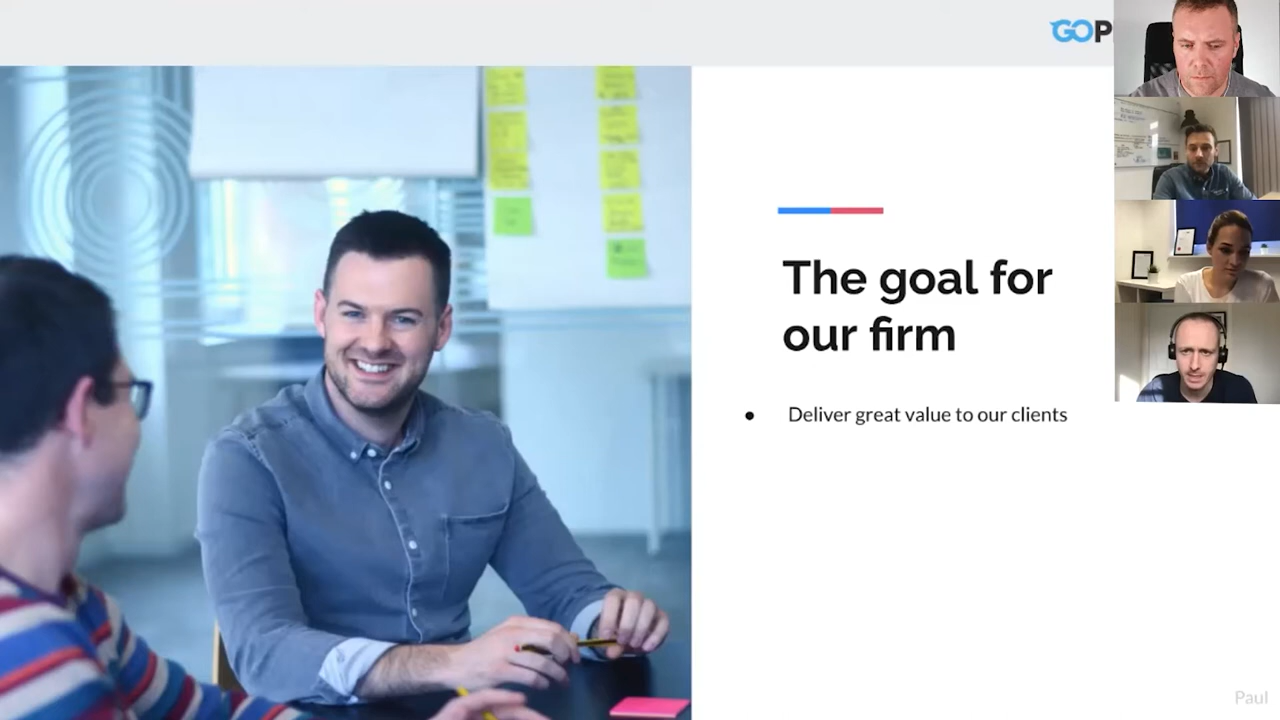 GOP
The goal for
our firm
● Deliver great value to our clients
Paul